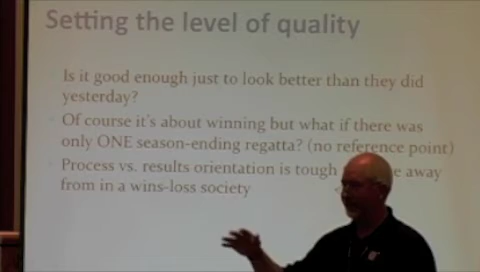 Setting the level of quality
Is it good enough just to look better than they did
yesterday?
Of course it's about winning but what if there was
only ONE season-ending regatta? (no reference point)
Process vs. results orientation is tough e away
from in a wins-loss society